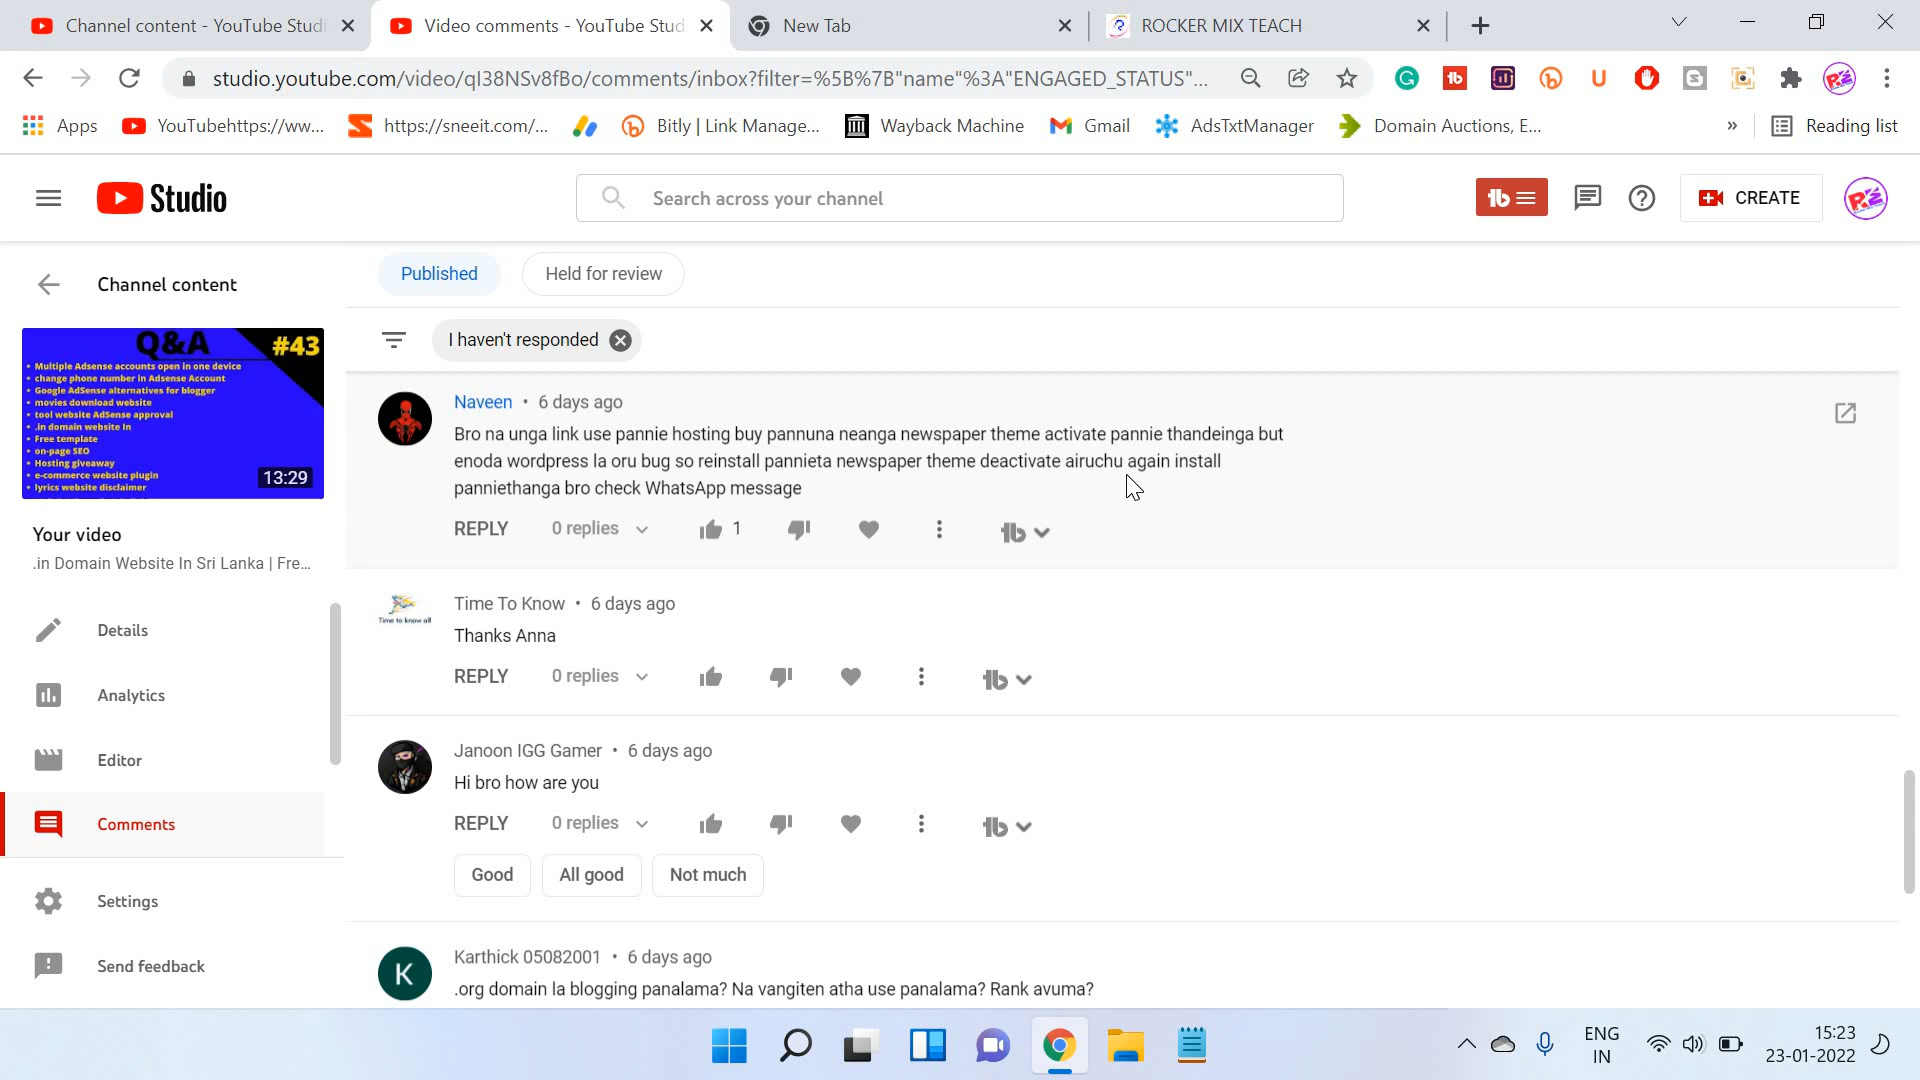 Channel content - YouTube Studi
Video comments - YouTube Stud
New Tab
ROCKER MIX TEACH
studio.youtube.com/video/qI38NSv8fBo/comments/inbox?filter=%5B%7B"name"%3A"ENGAGED_STATUS"...
Apps
YouTubehttps://ww...
https://sneeit.com/...
Bitly | Link Manage...
Wayback Machine
Gmail
AdsTxtManager
Domain Auctions, E...
»
Reading list
Studio
Search across your channel
CREATE
Channel content
Published
Held for review
I haven't responded
Q&A
#43
• Multiple Adsense accounts open in one device
• change phone number in Adsense Account
• Google AdSense alternatives for blogger
• movies download website
• tool website AdSense approval
• .in domain website In
• Free template
• on-page SEO
• Hosting giveaway
• e-commerce website plugin
• lyrics website disclaimer
13:29
Your video
.in Domain Website In Sri Lanka | Fre...
Details
Analytics
Editor
Comments
Settings
Send feedback
Naveen • 6 days ago
Bro na unga link use pannie hosting buy pannuna neanga newspaper theme activate pannie thandeinga but
enoda wordpress la oru bug so reinstall pannieta newspaper theme deactivate airuchu again install
panniethanga bro check WhatsApp message
REPLY 0 replies 1
Time to know all
Time To Know • 6 days ago
Thanks Anna
REPLY 0 replies
Janoon IGG Gamer • 6 days ago
Hi bro how are you
REPLY 0 replies
Good All good Not much
K
Karthick 05082001 • 6 days ago
.org domain la blogging panalama? Na vangiten atha use panalama? Rank avuma?
ENG
IN
15:23
23-01-2022